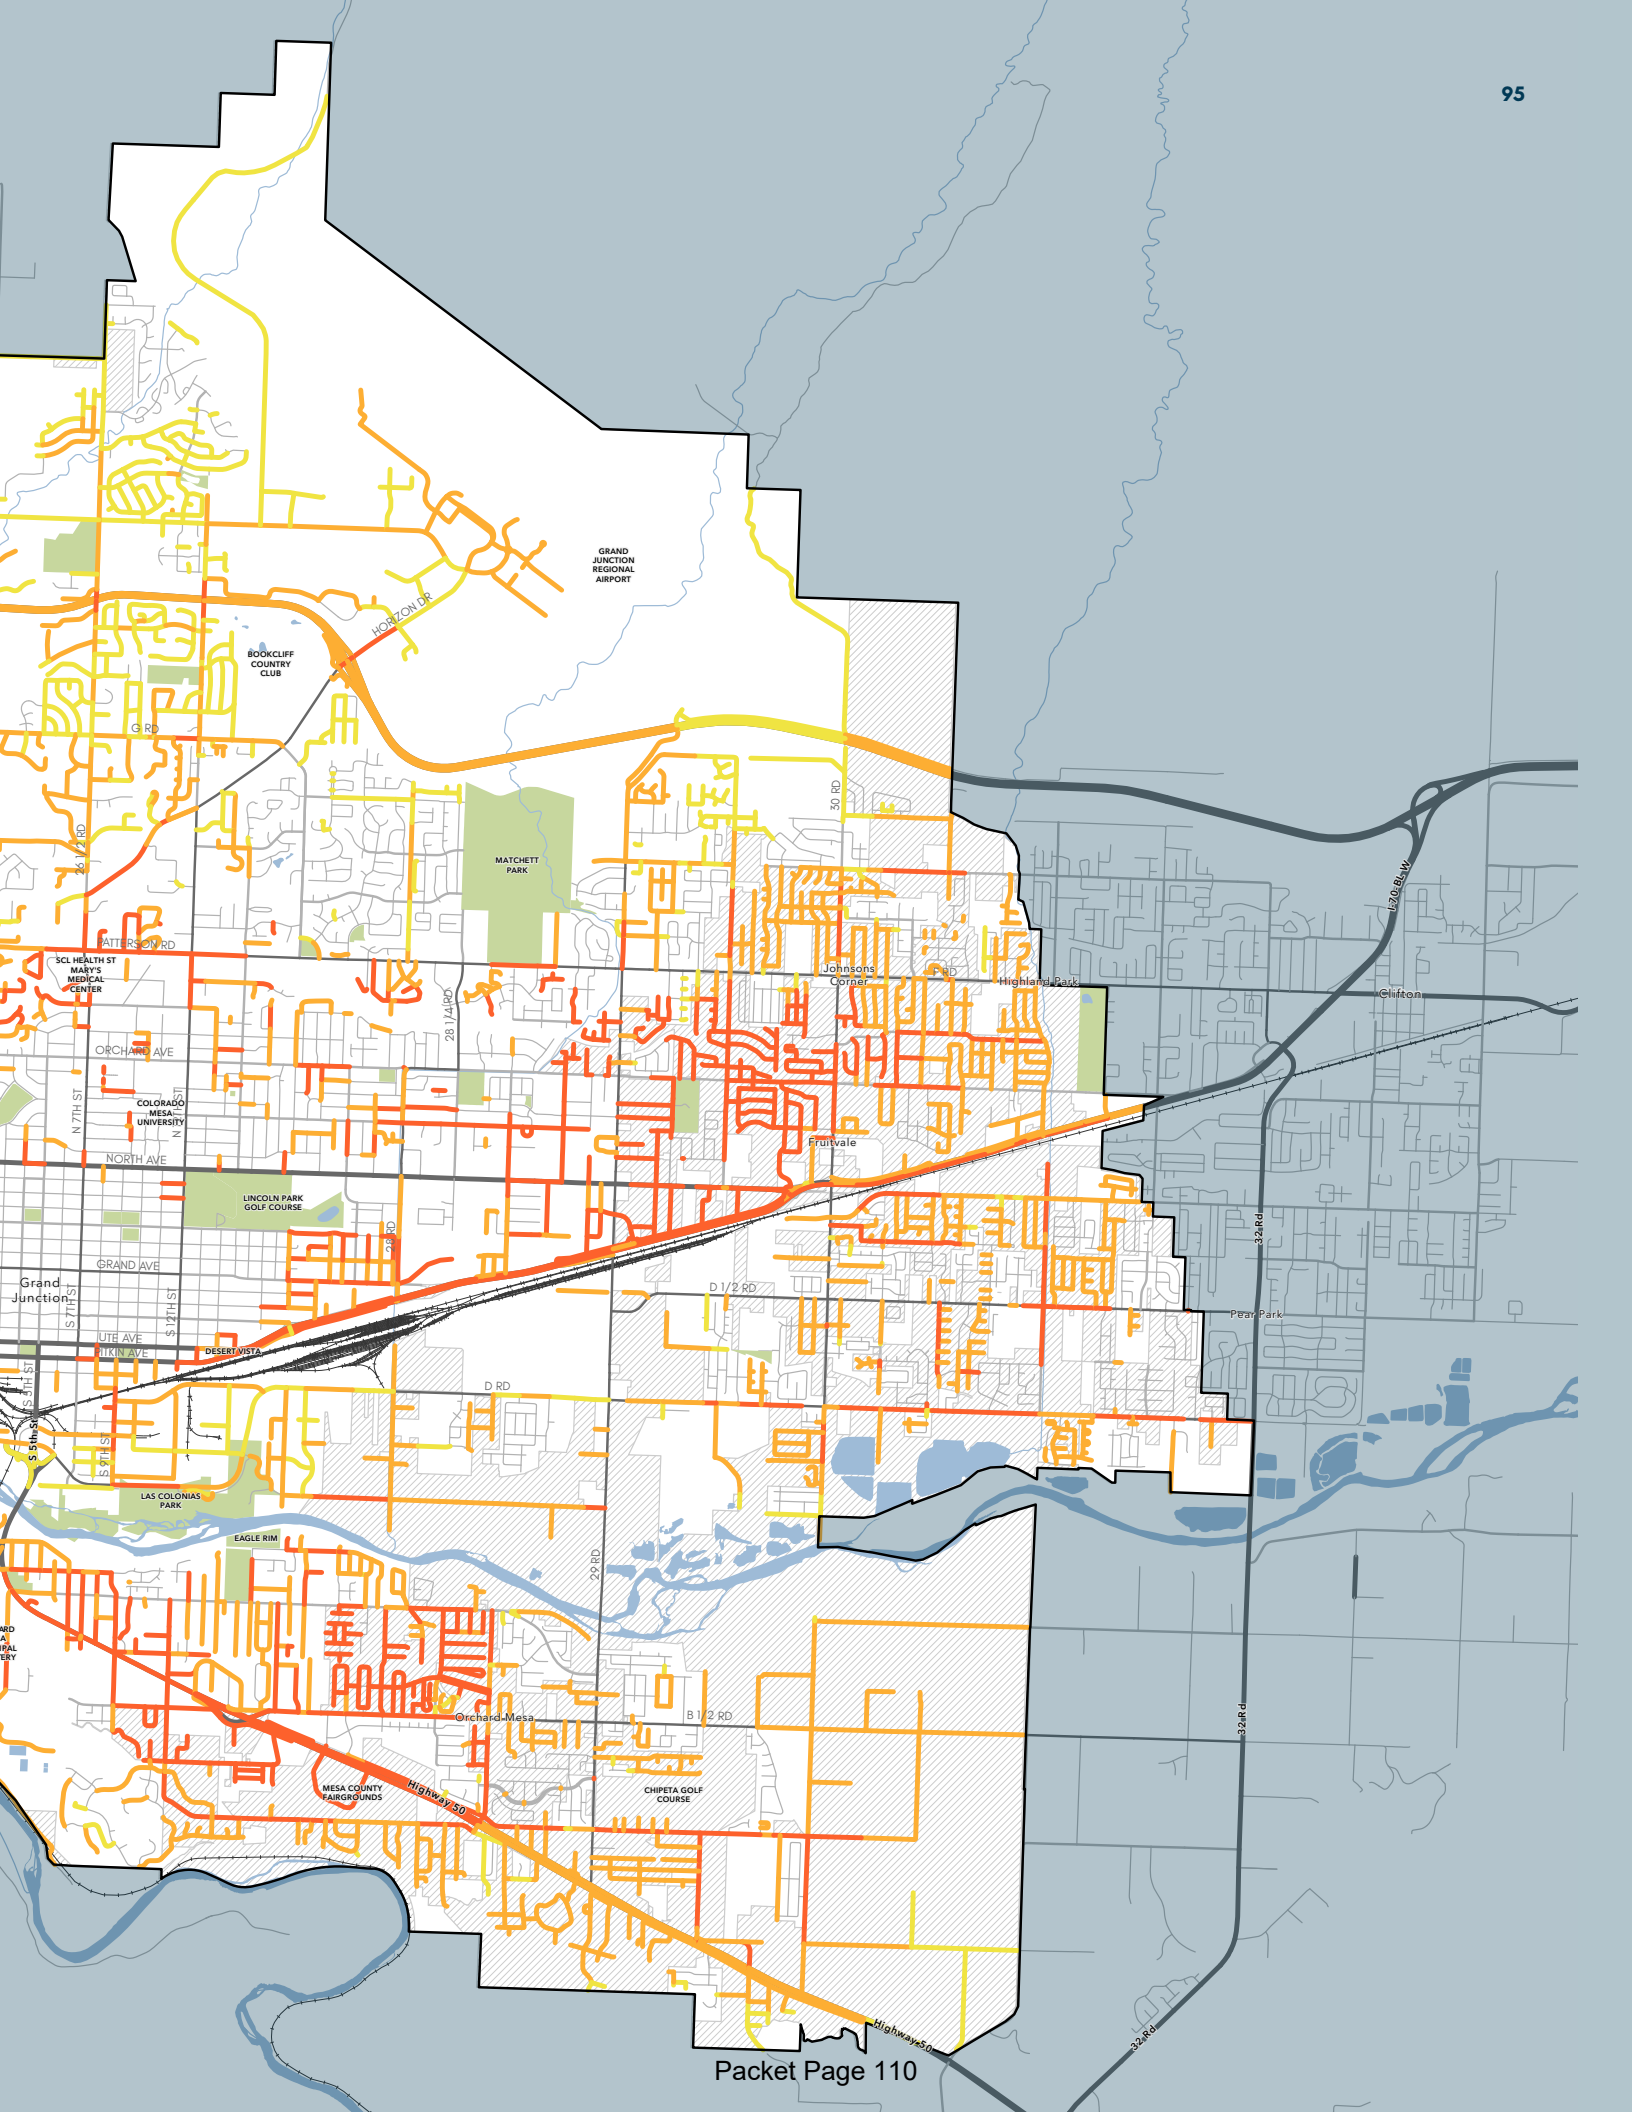 95
GRAND
JUNCTION
REGIONAL
AIRPORT
HORIZON DR
BOOKCLIFF
COUNTRY
CLUB
G RD
30 RD
26 1/2 RD
MATCHETT
PARK
I-70 BL W
PATTERSON RD
SCL HEALTH ST
MARY'S
MEDICAL
CENTER
Johnsons
Corner
F RD
Highland Park
Clifton
28 1/4 RD
ORCHARD AVE
N 7TH ST
COLORADO
MESA
UNIVERSITY
Fruitvale
NORTH AVE
LINCOLN PARK
GOLF COURSE
28 RD
32 Rd
GRAND AVE
Grand
Junction
S 7TH ST
S 12TH ST
D 1/2 RD
Pear Park
UTE AVE
PITKIN AVE
DESERT VISTA
S 5TH ST
D RD
S 5th St
S 9TH ST
LAS COLONIAS
PARK
EAGLE RIM
29 RD
Orchard Mesa
B 1/2 RD
32 Rd
MESA COUNTY
FAIRGROUNDS
Highway 50
CHIPETA GOLF
COURSE
Highway 50
32 Rd
Packet Page 110